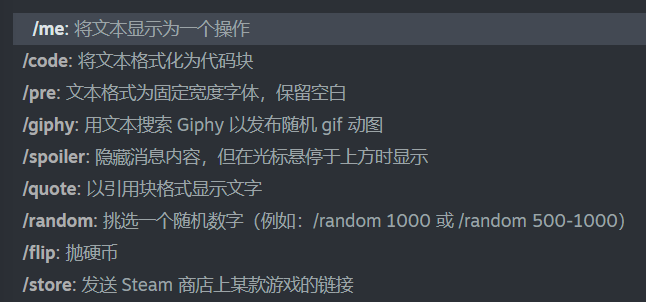 /me: 将文本显示为一个操作
/code: 将文本格式化为代码块
/pre: 文本格式为固定宽度字体，保留空白
/giphy: 用文本搜索 Giphy 以发布随机 gif 动图
/spoiler: 隐藏消息内容，但在光标悬停于上方时显示
/quote: 以引用块格式显示文字
/random: 挑选一个随机数字（例如：/random 1000 或 /random 500-1000）
/flip: 抛硬币
/store: 发送 Steam 商店上某款游戏的链接